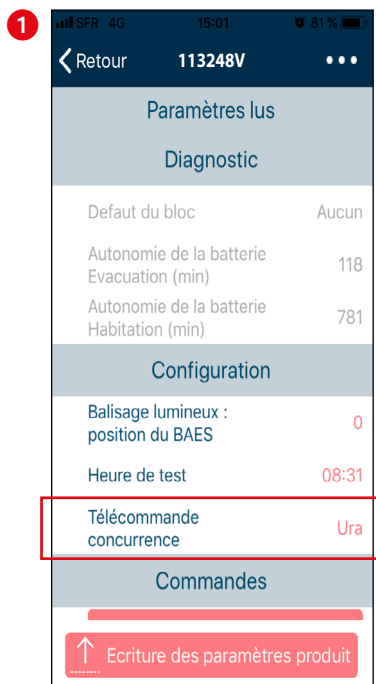 1
SFR 4G 15:01 81 %
Retour 113248V •••
Paramètres lus
Diagnostic
Defaut du bloc Aucun
Autonomie de la batterie
Evacuation (min) 118
Autonomie de la batterie
Habitation (min) 781
Configuration
Balisage lumineux :
position du BAES 0
Heure de test 08:31
Télécommande
concurrence Ura
Commandes
Ecriture des paramètres produit